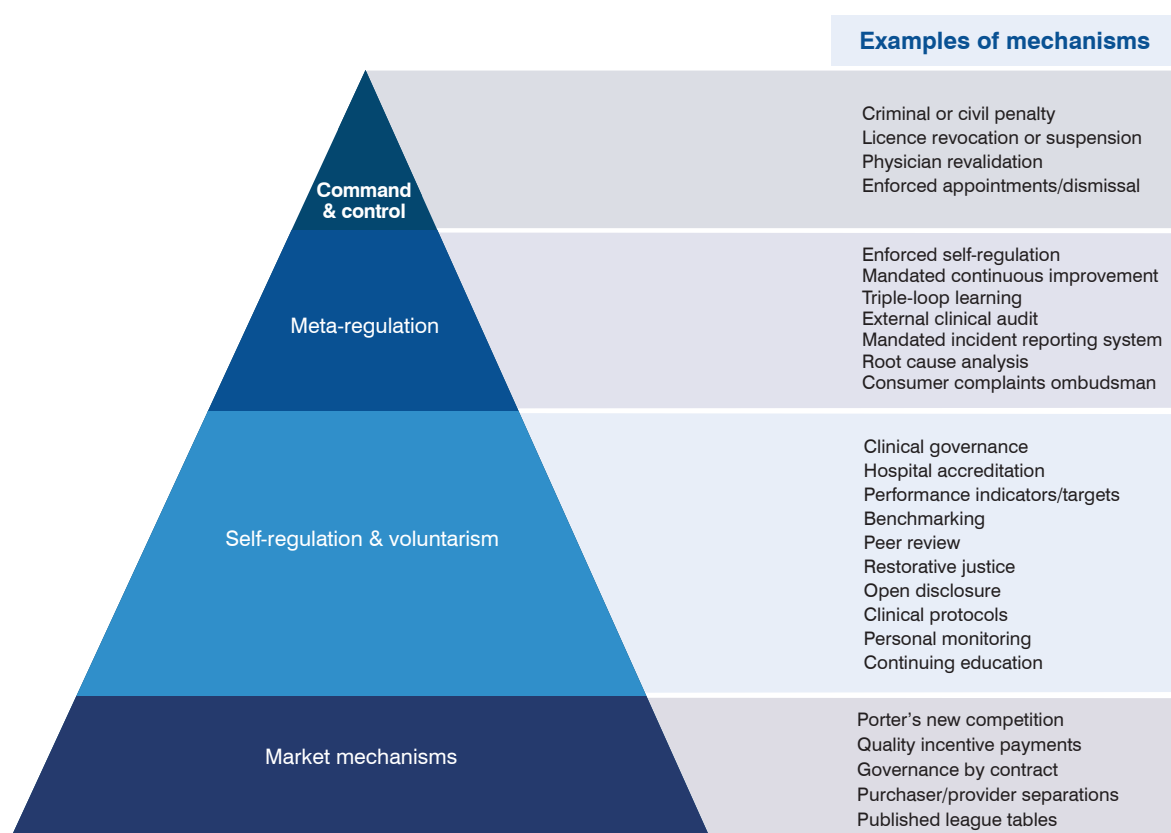 Examples of mechanisms
Command
& control
Criminal or civil penalty
Licence revocation or suspension
Physician revalidation
Enforced appointments/dismissal
Meta-regulation
Enforced self-regulation
Mandated continuous improvement
Triple-loop learning
External clinical audit
Mandated incident reporting system
Root cause analysis
Consumer complaints ombudsman
Self-regulation & voluntarism
Clinical governance
Hospital accreditation
Performance indicators/targets
Benchmarking
Peer review
Restorative justice
Open disclosure
Clinical protocols
Personal monitoring
Continuing education
Market mechanisms
Porter’s new competition
Quality incentive payments
Governance by contract
Purchaser/provider separations
Published league tables